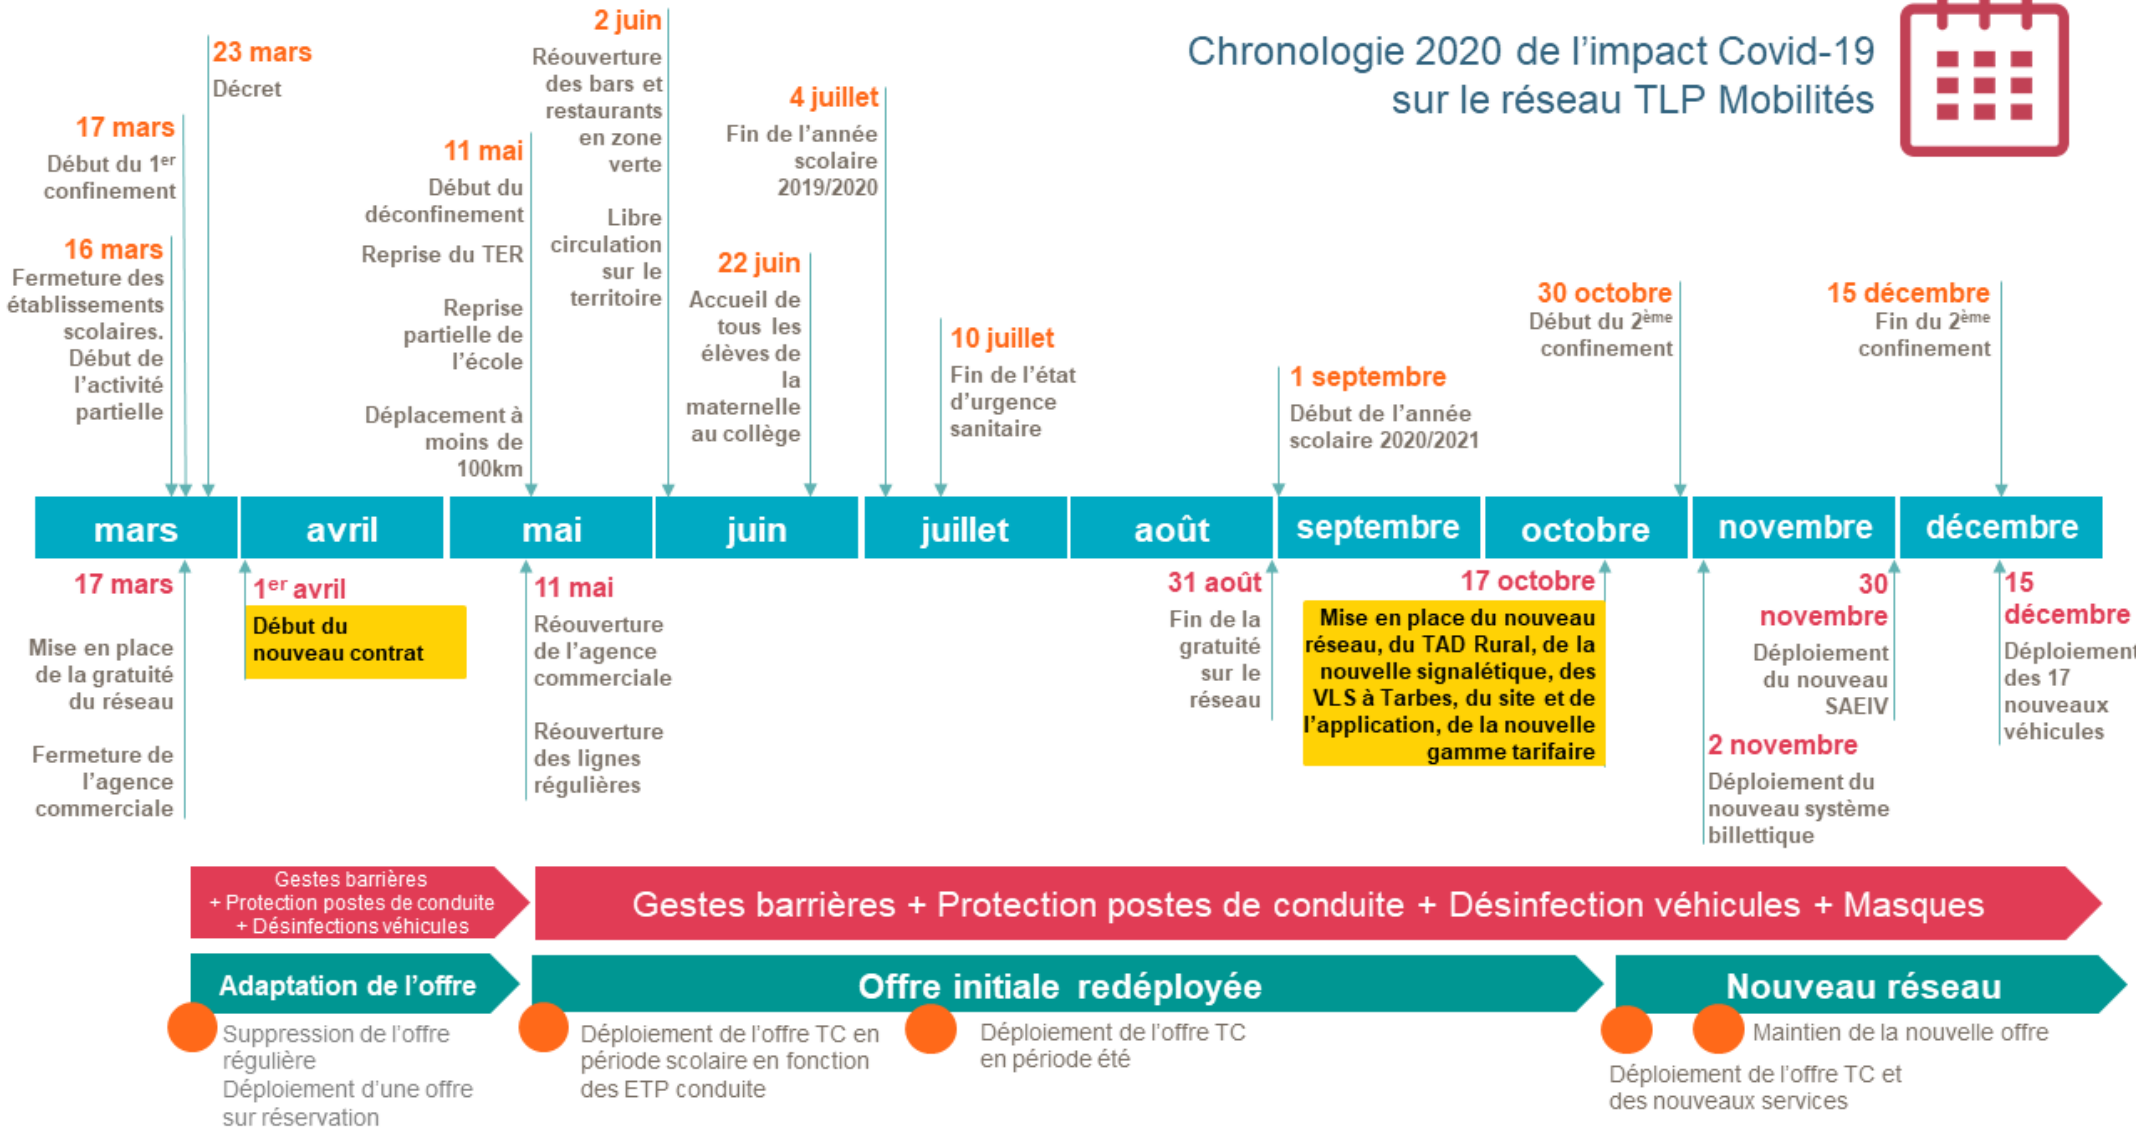 Chronologie 2020 de l'impact Covid-19
sur le réseau TLP Mobilités
16 mars
Fermeture des
établissements
scolaires.
Début de
l'activité
partielle
17 mars
Début du 1er
confinement
23 mars
Décret
11 mai
Début du
déconfinement
Reprise du TER
Reprise
partielle de
l'école
Déplacement à
moins de
100km
2 juin
Réouverture
des bars et
restaurants
en zone
verte
Libre
circulation
sur le
territoire
22 juin
Accueil de
tous les
élèves de
la
maternelle
au collège
4 juillet
Fin de l'année
scolaire
2019/2020
10 juillet
Fin de l'état
d'urgence
sanitaire
1 septembre
Début de l'année
scolaire 2020/2021
30 octobre
Début du 2ème
confinement
15 décembre
Fin du 2ème
confinement
mars
avril
mai
juin
juillet
août
septembre
octobre
novembre
décembre
17 mars
Mise en place
de la gratuité
du réseau
Fermeture de
l'agence
commerciale
1er avril
Début du
nouveau contrat
11 mai
Réouverture
de l'agence
commerciale
Réouverture
des lignes
régulières
31 août
Fin de la
gratuité
sur le
réseau
17 octobre
Mise en place du nouveau
réseau, du TAD Rural, de la
nouvelle signalétique, des
VLS à Tarbes, du site et de
l'application, de la nouvelle
gamme tarifaire
2 novembre
Déploiement du
nouveau système
billettique
30
novembre
Déploiement
du nouveau
SAEIV
15
décembre
Déploiement
des 17
nouveaux
véhicules
Gestes barrières
+ Protection postes de conduite
+ Désinfections véhicules
Gestes barrières + Protection postes de conduite + Désinfection véhicules + Masques
Adaptation de l'offre
Offre initiale redéployée
Nouveau réseau
Suppression de l'offre
régulière
Déploiement d'une offre
sur réservation
Déploiement de l'offre TC en
période scolaire en fonction
des ETP conduite
Déploiement de l'offre TC
en période été
Maintien de la nouvelle offre
Déploiement de l'offre TC et
des nouveaux services